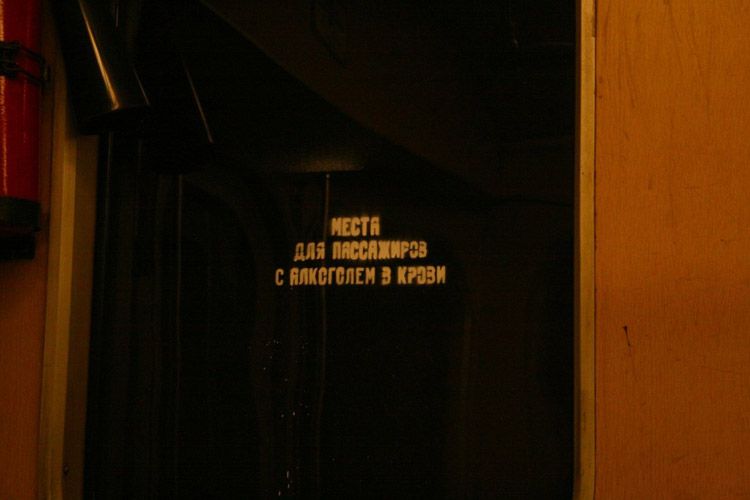 МЕСТА
ДЛЯ ПАССАЖИРОВ
С АЛКОГОЛЕМ В КРОВИ